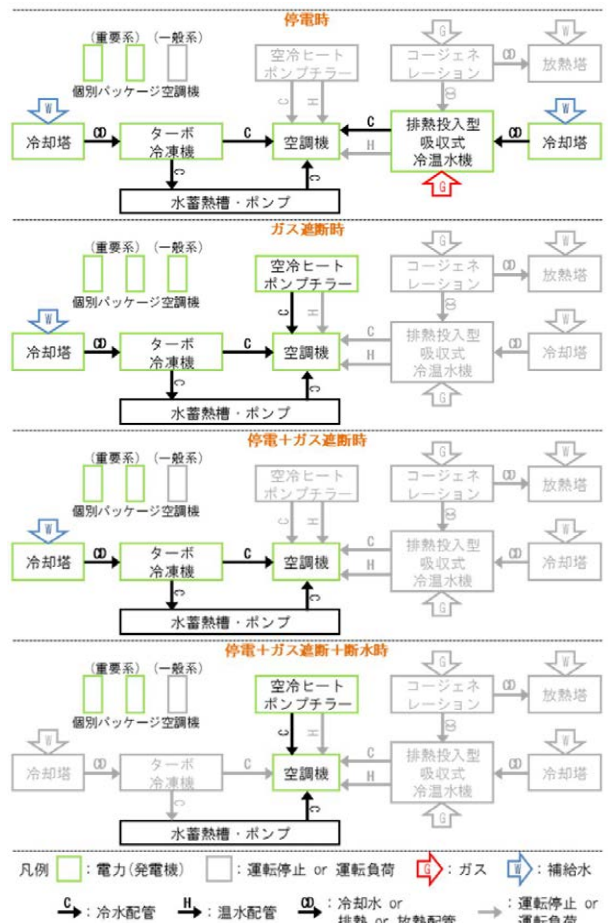 停電時
(重要系) (一般系)
個別パッケージ空調機
空冷ヒート
ポンプチラー
G
コージェネ
レーション
CD
W
放熱塔
C
H
CD
W
冷却塔
CD
ターボ
冷凍機
C
空調機
C
H
排熱投入型
吸収式
冷温水機
CD
W
冷却塔
G
C
C
水蓄熱槽・ポンプ
ガス遮断時
(重要系) (一般系)
個別パッケージ空調機
空冷ヒート
ポンプチラー
G
コージェネ
レーション
CD
W
放熱塔
C
H
CD
W
冷却塔
CD
ターボ
冷凍機
C
空調機
C
H
排熱投入型
吸収式
冷温水機
CD
冷却塔
G
C
C
水蓄熱槽・ポンプ
停電+ガス遮断時
(重要系) (一般系)
個別パッケージ空調機
空冷ヒート
ポンプチラー
G
コージェネ
レーション
CD
W
放熱塔
C
H
CD
W
冷却塔
CD
ターボ
冷凍機
C
空調機
C
H
排熱投入型
吸収式
冷温水機
CD
W
冷却塔
G
C
C
水蓄熱槽・ポンプ
停電+ガス遮断+断水時
(重要系) (一般系)
個別パッケージ空調機
空冷ヒート
ポンプチラー
G
コージェネ
レーション
CD
W
放熱塔
C
H
CD
W
冷却塔
CD
ターボ
冷凍機
C
空調機
C
H
排熱投入型
吸収式
冷温水機
CD
W
冷却塔
G
C
C
水蓄熱槽・ポンプ
凡例 :電力(発電機) :運転停止 or 運転負荷 G :ガス W :補給水
C :冷水配管 H :温水配管 CD :冷却水 or :運転停止 or
排熱 or 放熱配管 運転負荷